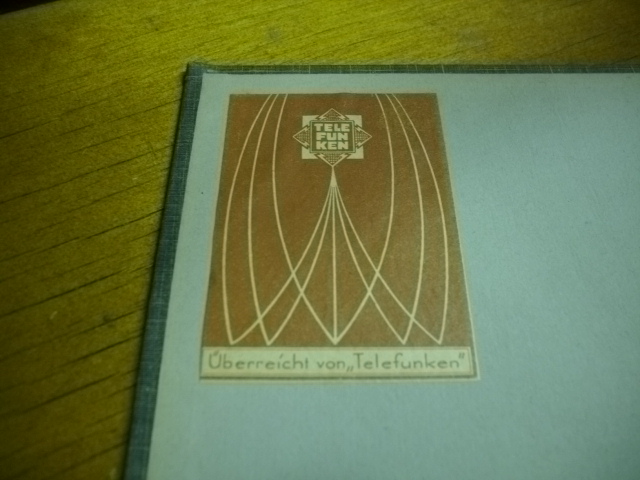 TELE
FUN
KEN
Überreicht von „Telefunken"